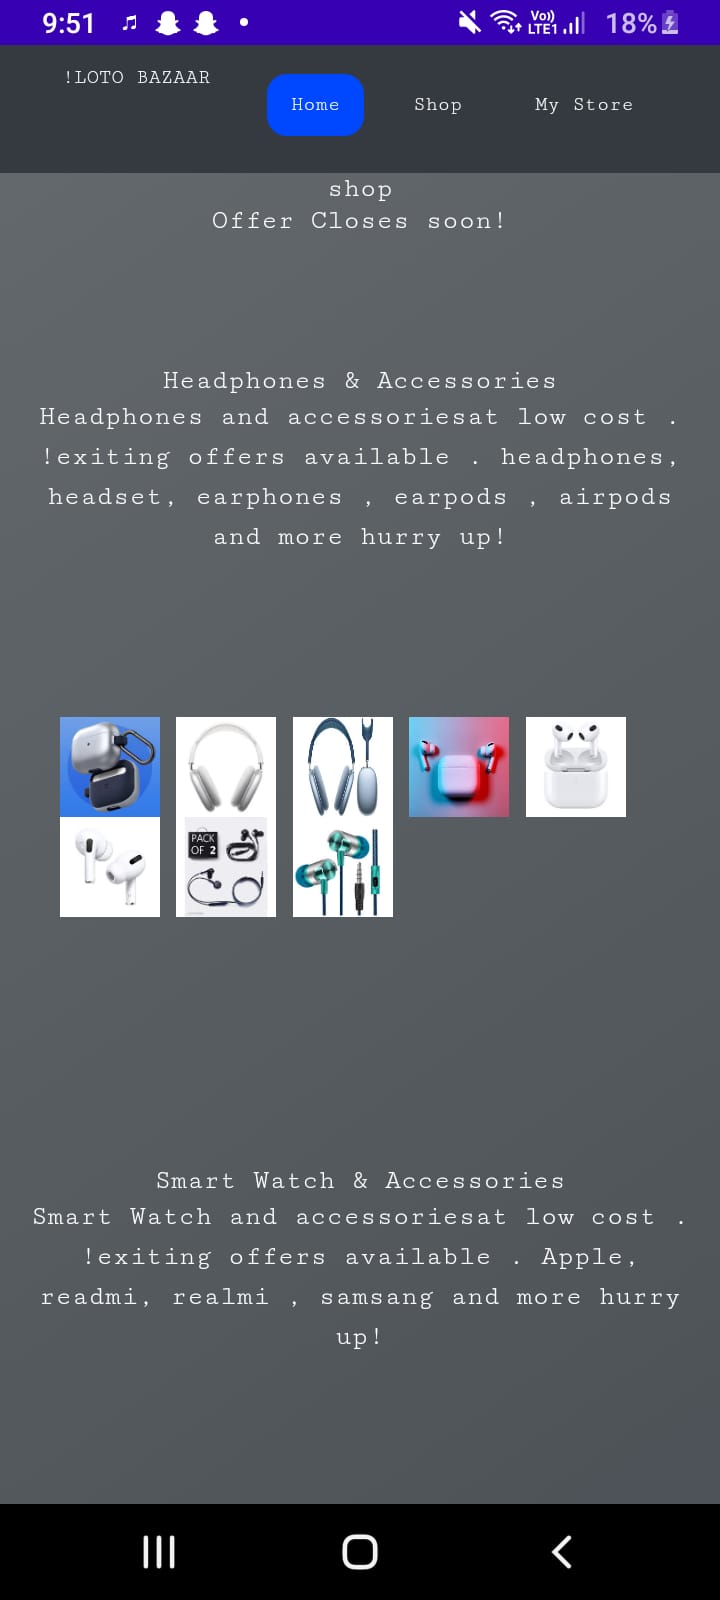 9:51
Vo)) LTE1 18%
!LOTO BAZAAR
Home Shop My Store
shop
Offer Closes soon!
Headphones & Accessories
Headphones and accessoriesat low cost .
!exiting offers available . headphones,
headset, earphones , earpods , airpods
and more hurry up!
PACK
OF 2
Smart Watch & Accessories
Smart Watch and accessoriesat low cost .
!exiting offers available . Apple,
readmi, realmi , samsang and more hurry
up!